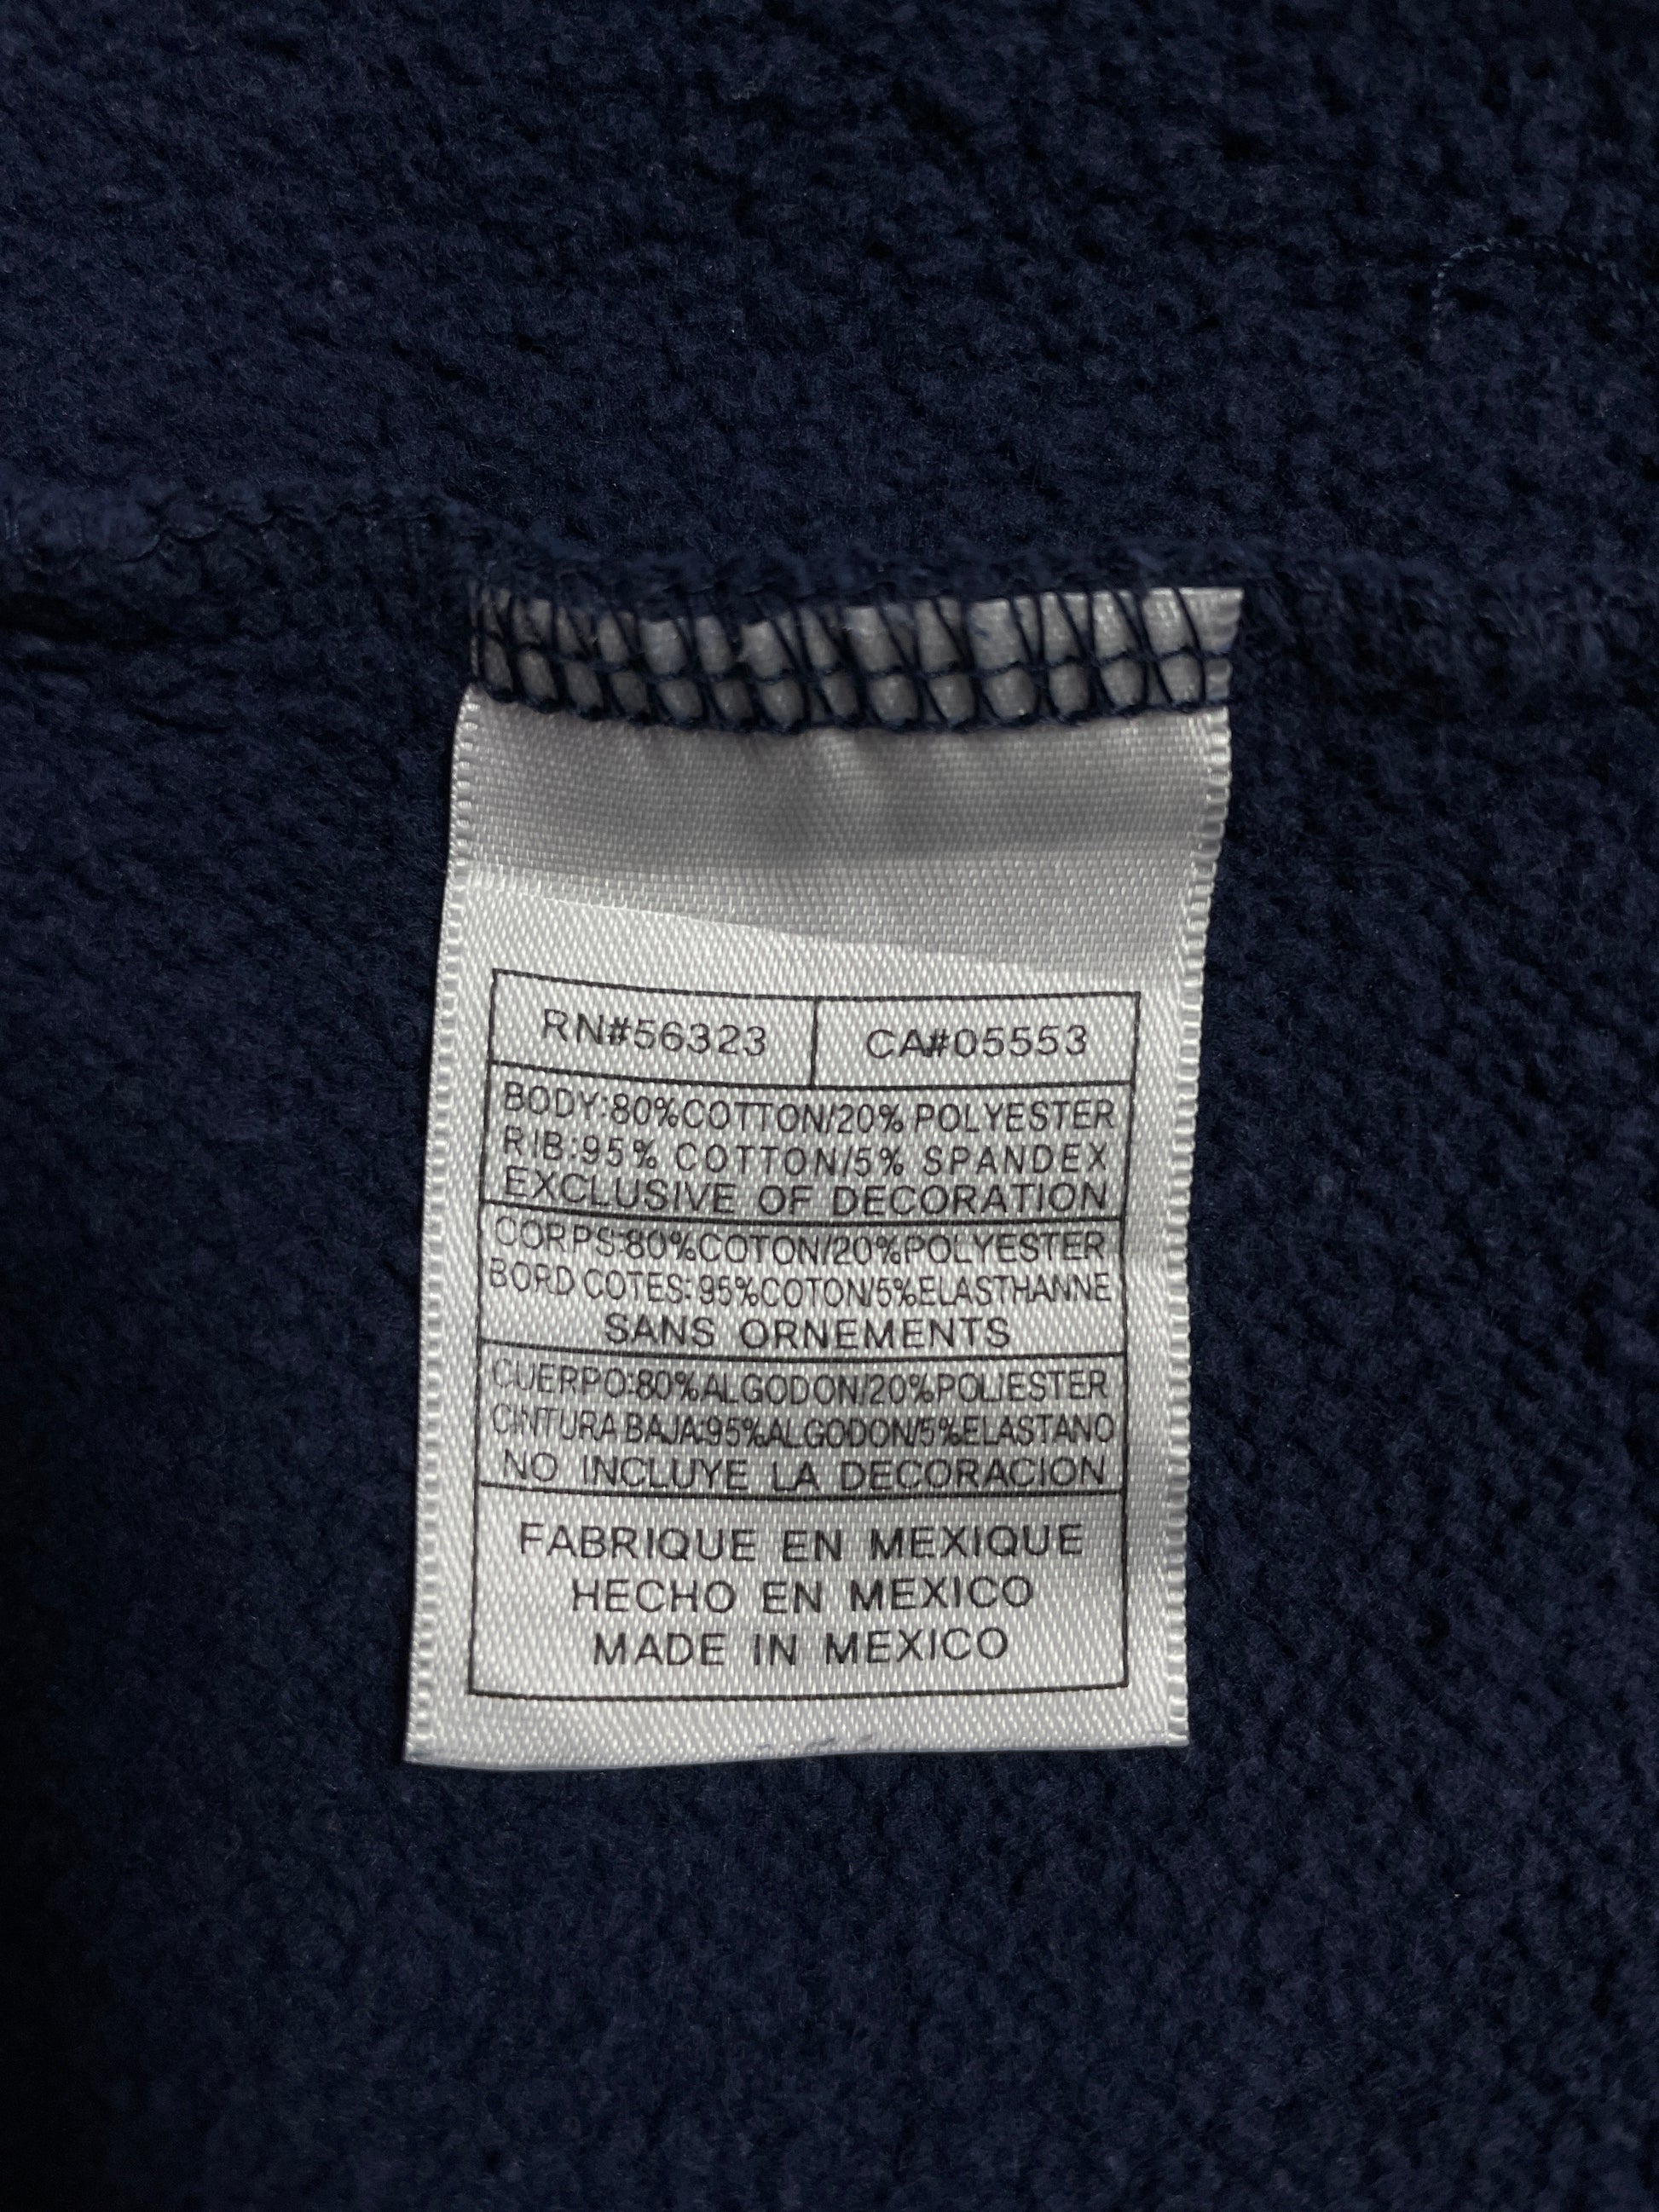 RN#56323 CA#05553
BODY:80%COTTON/20% POLYESTER
RIB:95% COTTON/5% SPANDEX
EXCLUSIVE OF DECORATION
CORPS:80%COTON/20%POLYESTER
BORD COTES: 95%COTON/5%ELASTHANNE
SANS ORNEMENTS
CUERPO:80%ALGODON/20%POLIESTER
CINTURA BAJA:95%ALGODON/5%ELASTANO
NO INCLUYE LA DECORACION
FABRIQUE EN MEXIQUE
HECHO EN MEXICO
MADE IN MEXICO